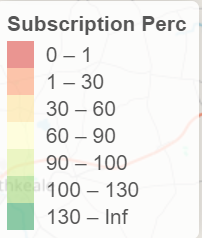 Subscription Perc
0 – 1
1 – 30
30 – 60
60 – 90
90 – 100
100 – 130
130 – Inf